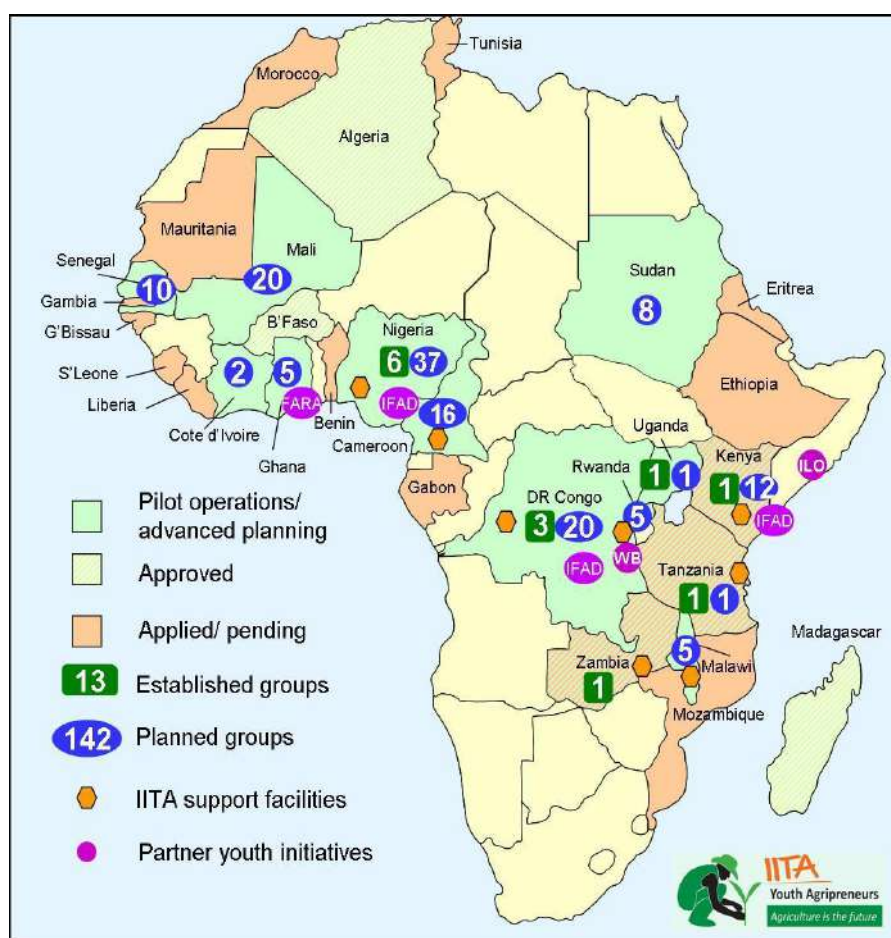 Tunisia
Morocco
Algeria
Mauritania
Mali
Senegal
10
20
Sudan
8
Gambia
Eritrea
G'Bissau
B'Faso
Nigeria
6 37
S'Leone
2
5
Ethiopia
Liberia
FARA
IFAD
16
Benin
Cote d'Ivoire
Cameroon
Ghana
Uganda
Rwanda
1 1
Kenya
1 12
ILO
Gabon
DR Congo
3 20
5
IFAD
IFAD
WB
Tanzania
1 1
Madagascar
5
Zambia
1
Malawi
Mozambique
Pilot operations/
advanced planning
Approved
Applied/ pending
13 Established groups
142 Planned groups
IITA support facilities
Partner youth initiatives
IITA
Youth Agripreneurs
Agriculture is the future